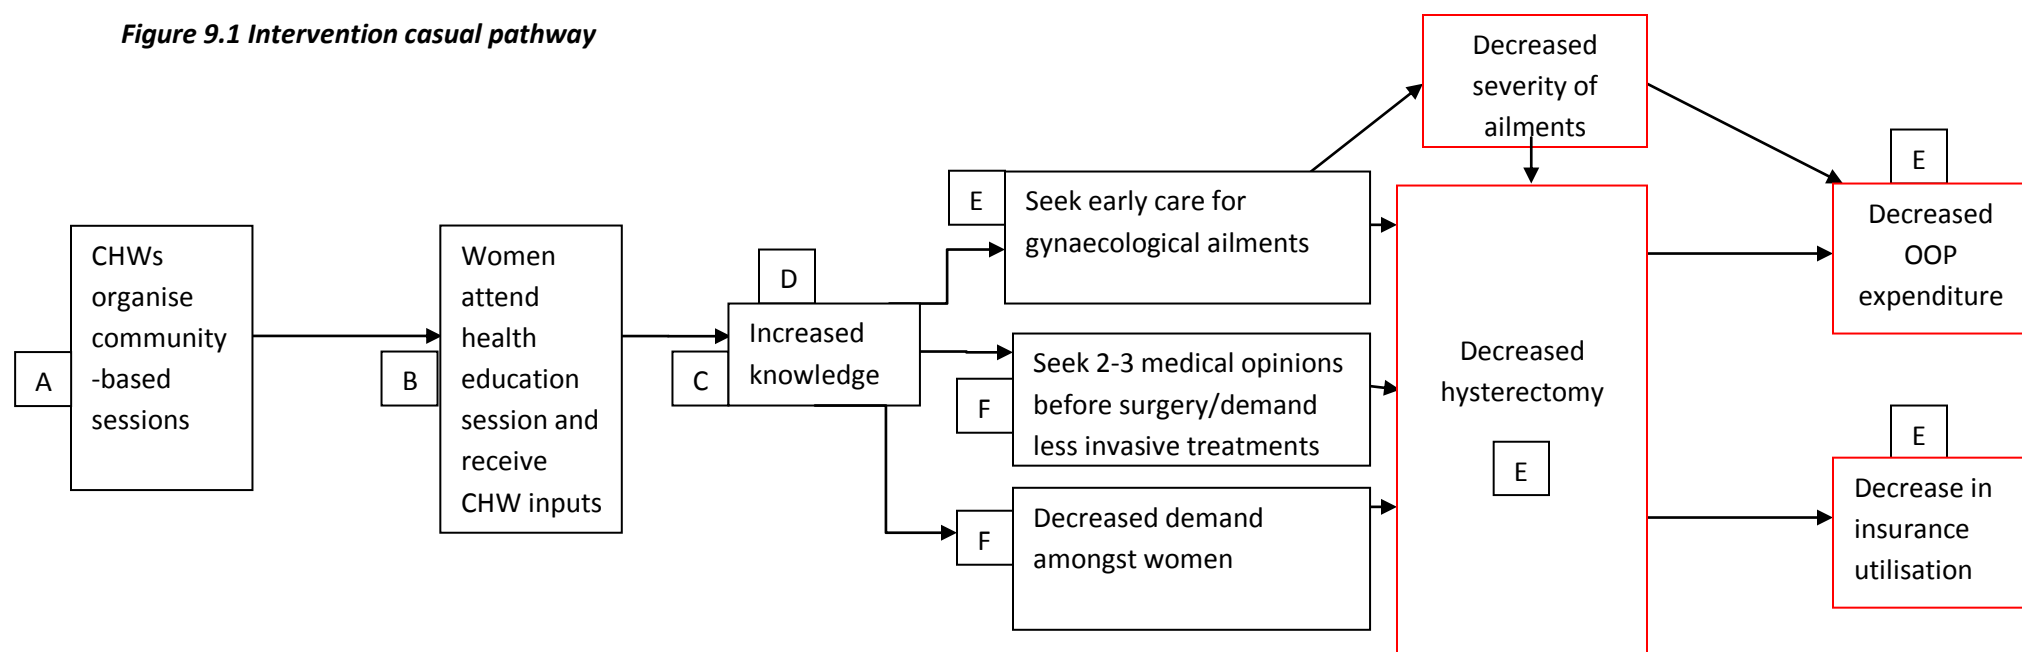 Figure 9.1 Intervention casual pathway
A
CHWs
organise
community
-based
sessions
B
Women
attend
health
education
session and
receive
CHW inputs
C
D
Increased
knowledge
E
Seek early care for
gynaecological ailments
F
Seek 2-3 medical opinions
before surgery/demand
less invasive treatments
F
Decreased demand
amongst women
Decreased
severity of
ailments
Decreased
hysterectomy
E
E
Decreased
OOP
expenditure
E
Decrease in
insurance
utilisation